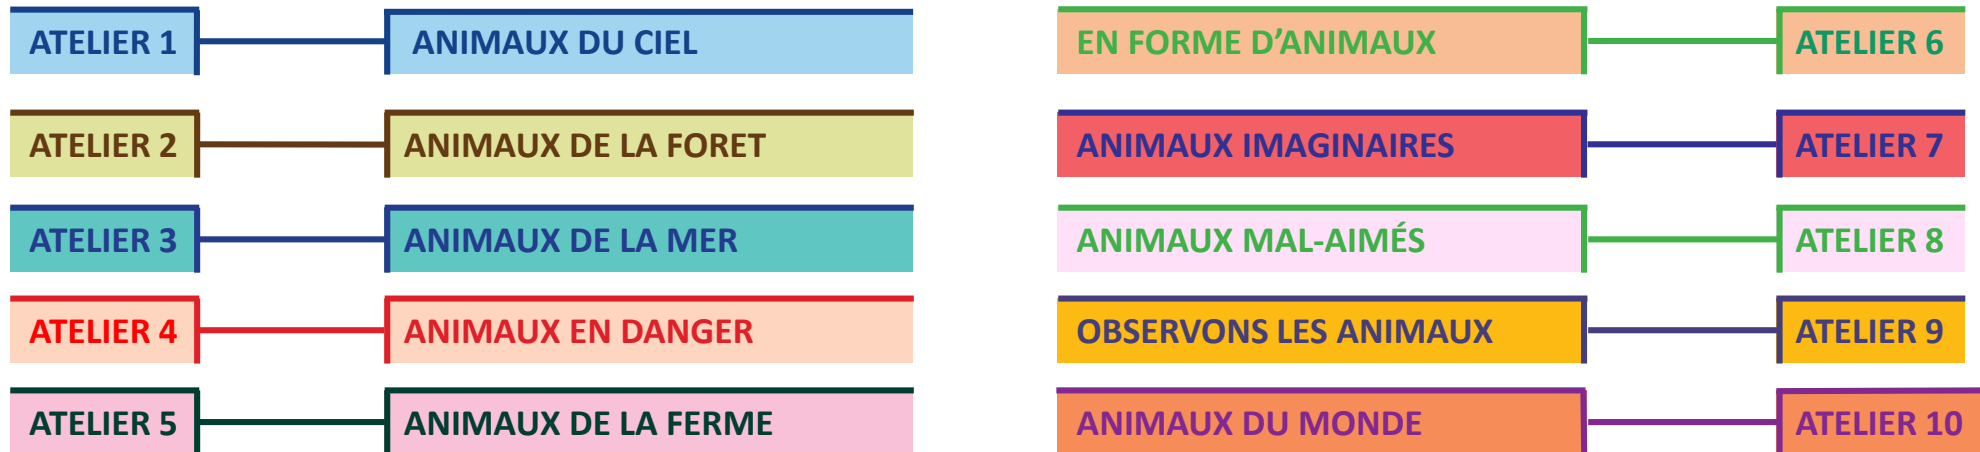 ATELIER 1 ANIMAUX DU CIEL
ATELIER 2 ANIMAUX DE LA FORET
ATELIER 3 ANIMAUX DE LA MER
ATELIER 4 ANIMAUX EN DANGER
ATELIER 5 ANIMAUX DE LA FERME
EN FORME D’ANIMAUX ATELIER 6
ANIMAUX IMAGINAIRES ATELIER 7
ANIMAUX MAL-AIMÉS ATELIER 8
OBSERVONS LES ANIMAUX ATELIER 9
ANIMAUX DU MONDE ATELIER 10